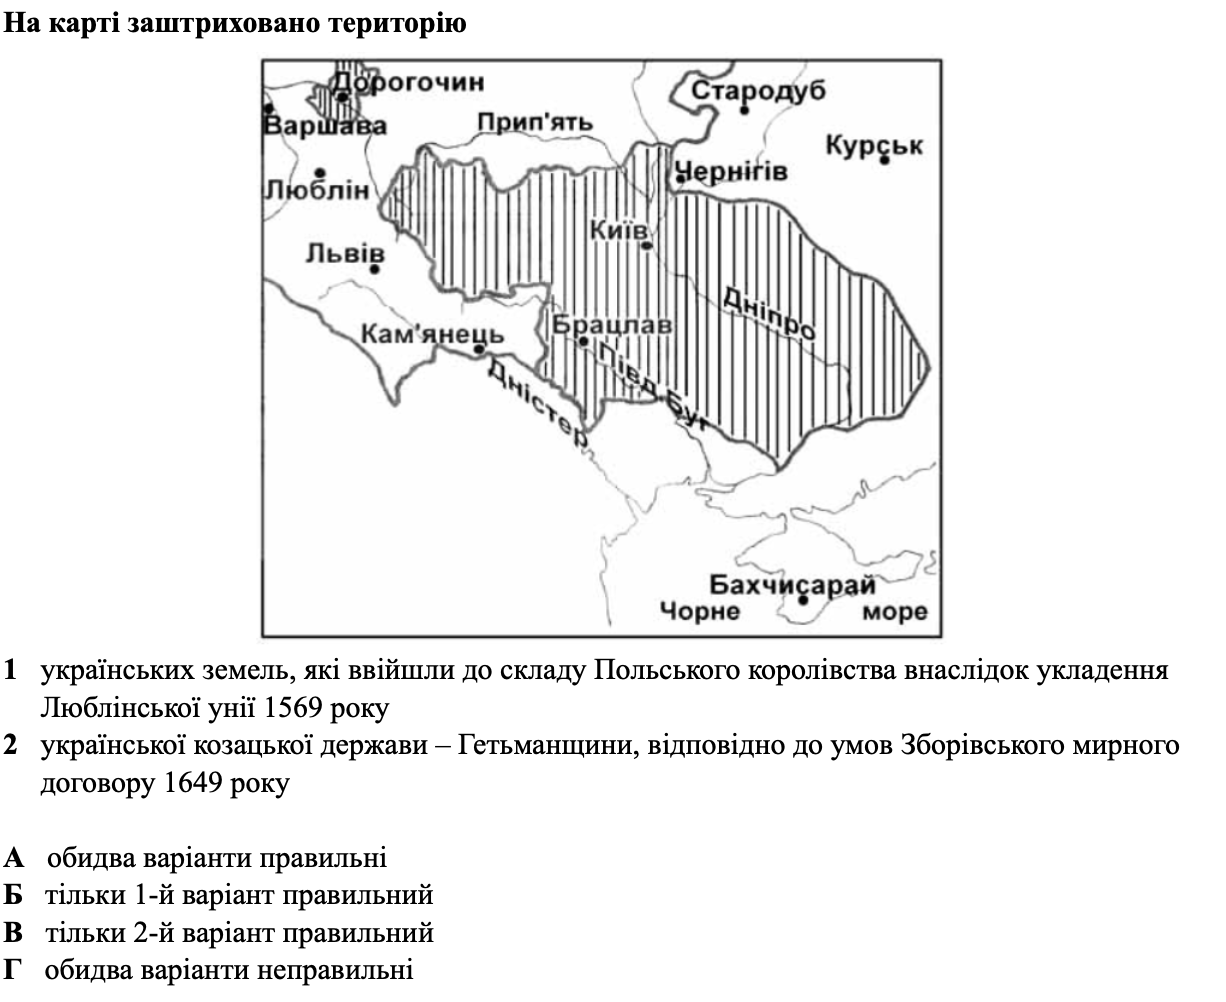 На карті заштриховано територію
Дорогочин
Стародуб
Варшава
Прип'ять
Курськ
Чернігів
Люблін
Київ
Львів
Дніпро
Брацлав
Кам'янець
Півд.Буг
Дністер
Бахчисарай
Чорне море
1 українських земель, які ввійшли до складу Польського королівства внаслідок укладення
Люблінської унії 1569 року
2 української козацької держави – Гетьманщини, відповідно до умов Зборівського мирного
договору 1649 року
А обидва варіанти правильні
Б тільки 1-й варіант правильний
В тільки 2-й варіант правильний
Г обидва варіанти неправильні